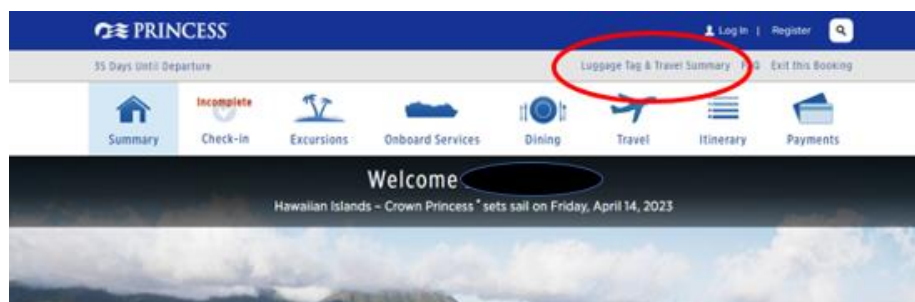 PRINCESS
Log In | Register
35 Days Until Departure
Luggage Tag & Travel Summary FAQ Exit this Booking
Incomplete
Summary Check-in Excursions Onboard Services Dining Travel Itinerary Payments
Welcome
Hawaiian Islands – Crown Princess® sets sail on Friday, April 14, 2023